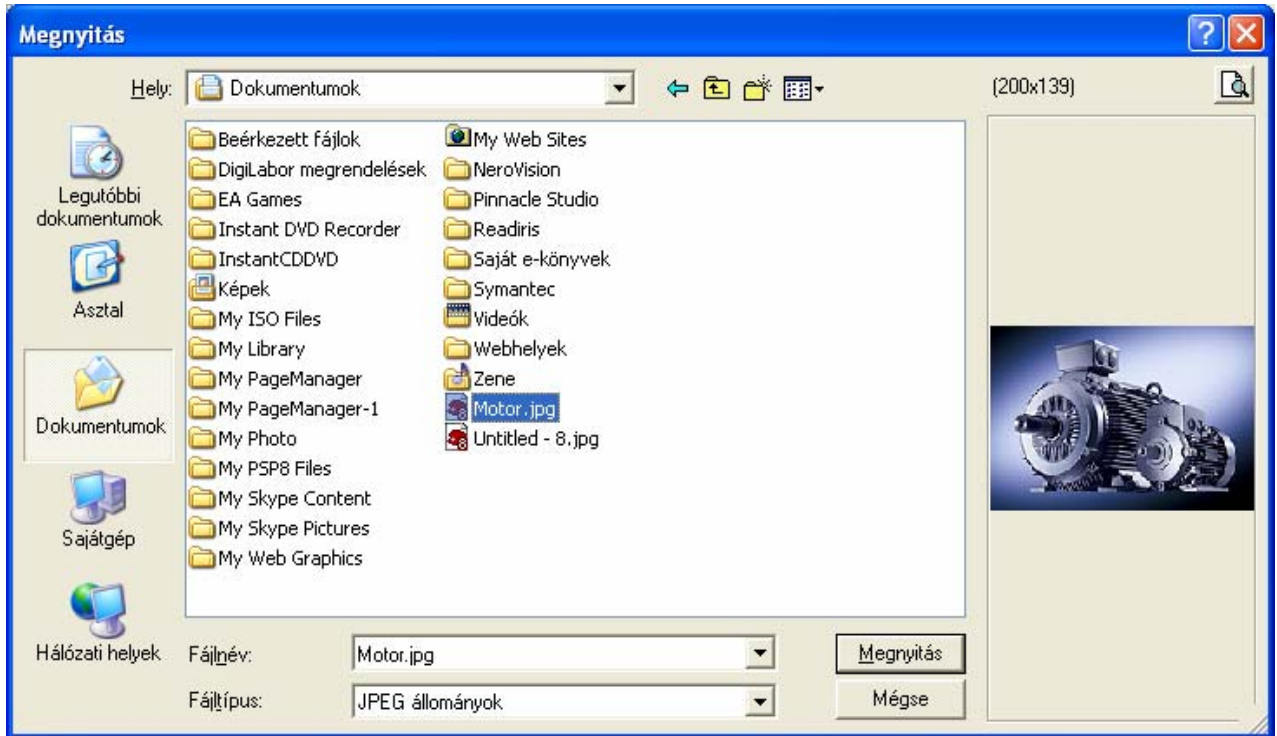 Megnyitás
Hely:
Dokumentumok
(200x139)
Legutóbbi
dokumentumok
Asztal
Dokumentumok
Sajátgép
Hálózati helyek
Beérkezett fájlok
DigiLabor megrendelések
EA Games
Instant DVD Recorder
InstantCDDVD
Képek
My ISO Files
My Library
My PageManager
My PageManager-1
My Photo
My PSP8 Files
My Skype Content
My Skype Pictures
My Web Graphics
My Web Sites
NeroVision
Pinnacle Studio
Readiris
Saját e-könyvek
Symantec
Videók
Webhelyek
Zene
Motor.jpg
Untitled - 8.jpg
Fájlnév:
Motor.jpg
Megnyitás
Fájltípus:
JPEG állományok
Mégse